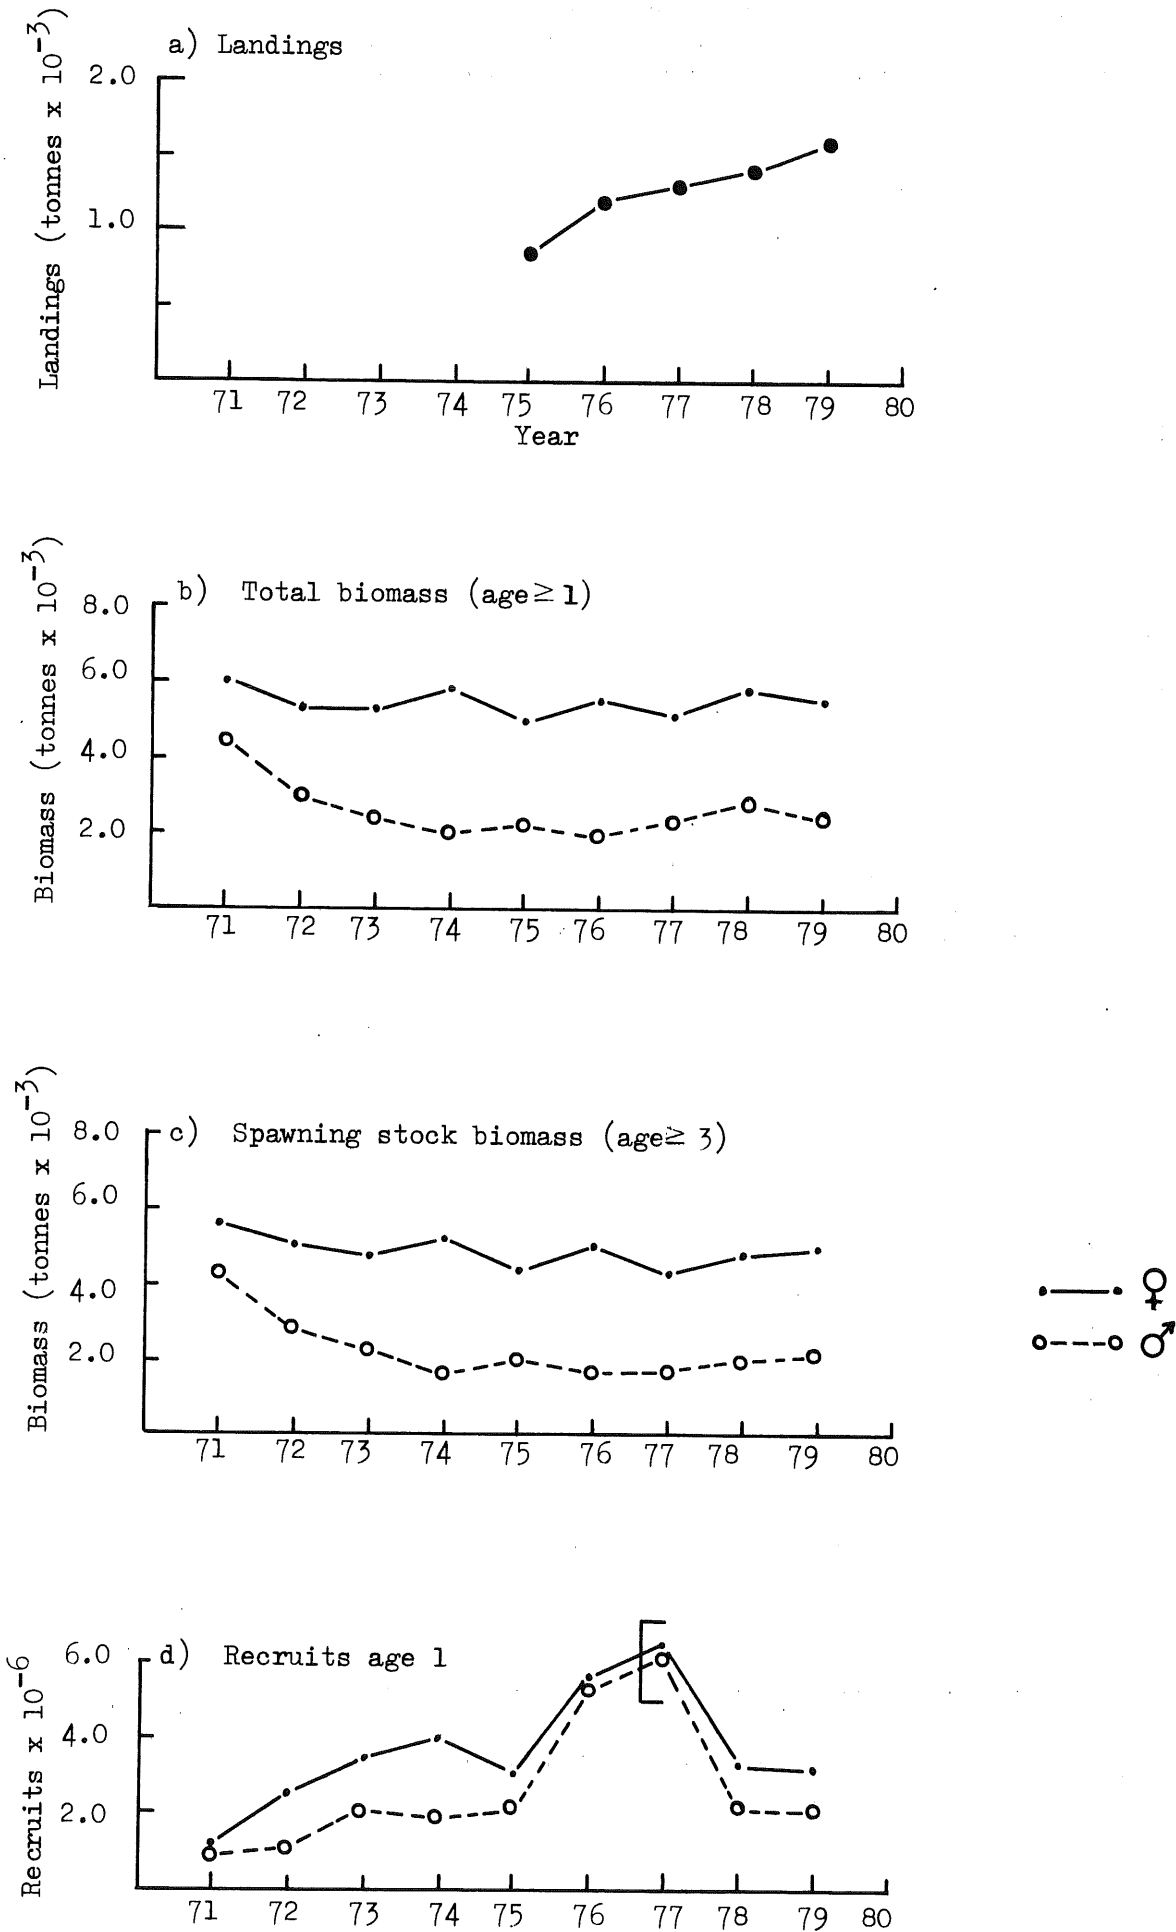 a) Landings
Landings (tonnes x 10⁻³)
2.0
1.0
71 72 73 74 75 76 77 78 79 80
Year
b) Total biomass (age ≥ 1)
Biomass (tonnes x 10⁻³)
8.0
6.0
4.0
2.0
71 72 73 74 75 76 77 78 79 80
c) Spawning stock biomass (age ≥ 3)
Biomass (tonnes x 10⁻³)
8.0
6.0
4.0
2.0
♀
♂
71 72 73 74 75 76 77 78 79 80
d) Recruits age 1
Recruits x 10⁻⁶
6.0
4.0
2.0
71 72 73 74 75 76 77 78 79 80